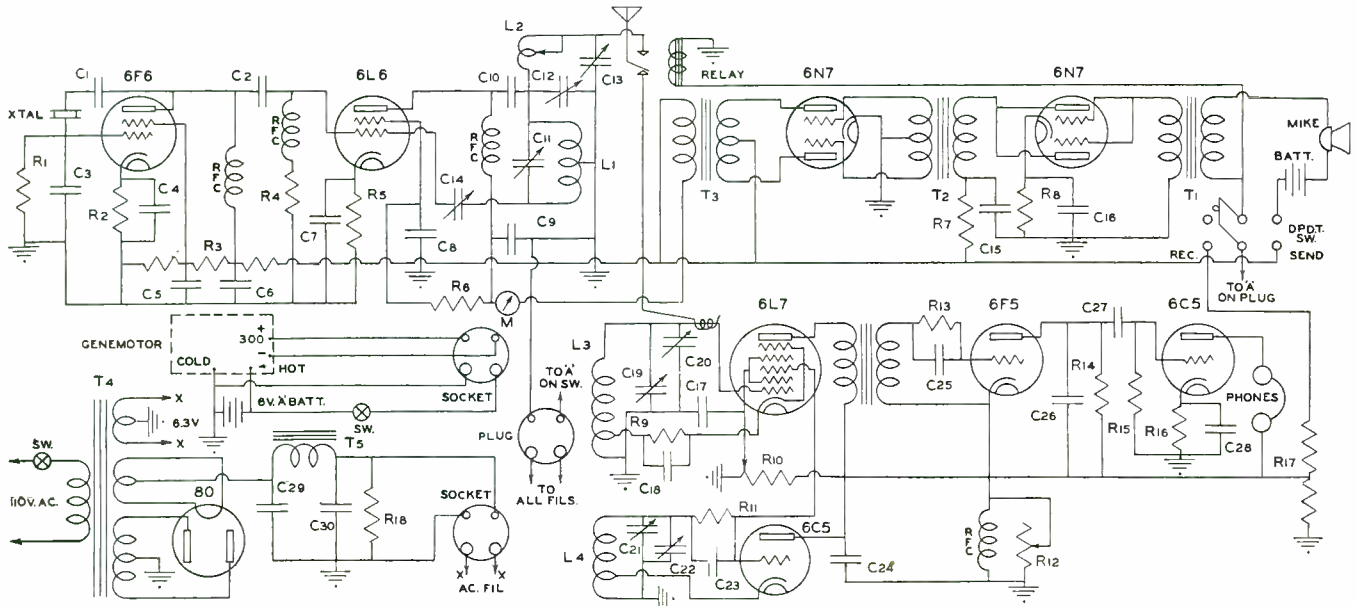 L2
C1
6F6
C2
6L6
C10
C12
C13
RELAY
6N7
6N7
XTAL
RFC
RFC
C11
MIKE
R1
C3
C4
RFC
R4
R5
C14
L1
T3
T2
R8
T1
BATT.
R2
R3
C7
C8
C9
R7
C15
C16
D.P.D.T.
SW.
REC.
SEND
C5
C6
R6
M
TO "A"
ON PLUG
6L7
R13
6F5
C27
6C5
GENEMOTOR
300 + -
COLD
HOT
L3
C19
C20
C17
C25
R14
SOCKET
TO "A"
ON SW.
C26
PHONES
T4
X
6.3V
X
6V."A" BATT.
SW.
PLUG
R9
R15
R16
C28
R17
SW.
T5
R10
C18
110V. A.C.
80
C29
C30
R18
SOCKET
TO
ALL FILS.
R11
6C5
L4
C21
C22
C23
C24
RFC
R12
X X
AC. FIL